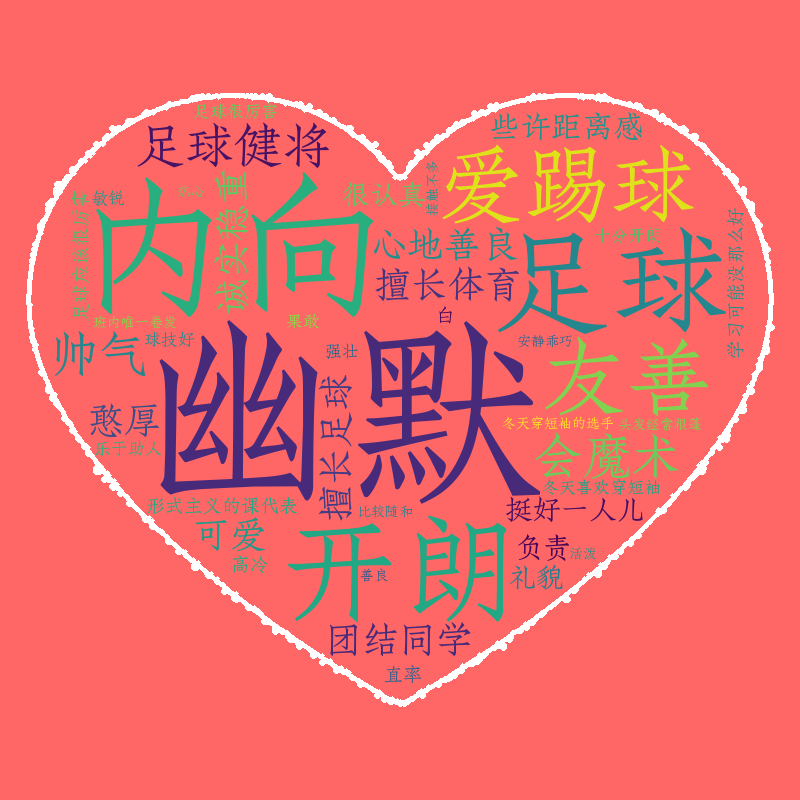 足球很厉害
些许距离感
足球健将
接触不多
爱踢球
诚实稳重
很认真
敏锐
内向
心地善良
十分开朗
学习可能没那么好
足球
擅长体育
白
班内唯一卷发
果敢
帅气
球技好
强壮
安静乖巧
幽默
友善
擅长足球
憨厚
冬天穿短袖的选手
头发经常很蓬
乐于助人
会魔术
冬天喜欢穿短袖
形式主义的课代表
比较随和
挺好一人儿
可爱
开朗
负责
活泼
高冷
善良
礼貌
团结同学
直率